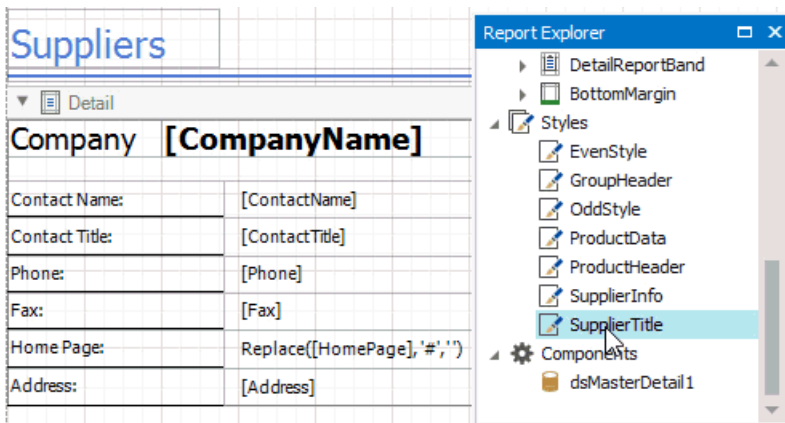 Suppliers
Detail
Company [CompanyName]
Contact Name: [ContactName]
Contact Title: [ContactTitle]
Phone: [Phone]
Fax: [Fax]
Home Page: Replace([HomePage],'#','')
Address: [Address]
Report Explorer
DetailReportBand
BottomMargin
Styles
EvenStyle
GroupHeader
OddStyle
ProductData
ProductHeader
SupplierInfo
SupplierTitle
Components
dsMasterDetail1